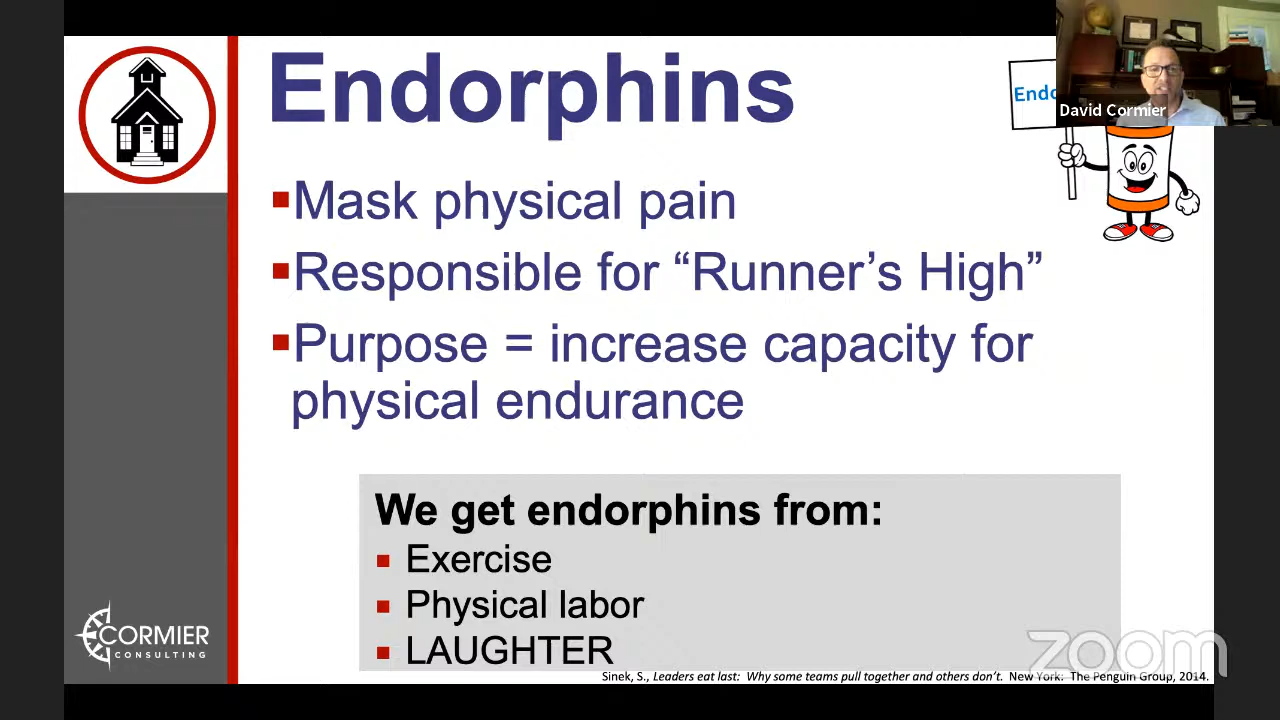 Endorphins
Endo
David Cormier
▪Mask physical pain
▪Responsible for “Runner’s High”
▪Purpose = increase capacity for
physical endurance
We get endorphins from:
▪ Exercise
▪ Physical labor
▪ LAUGHTER
CORMIER
CONSULTING
zoom
Sinek, S., Leaders eat last: Why some teams pull together and others don’t. New York: The Penguin Group, 2014.